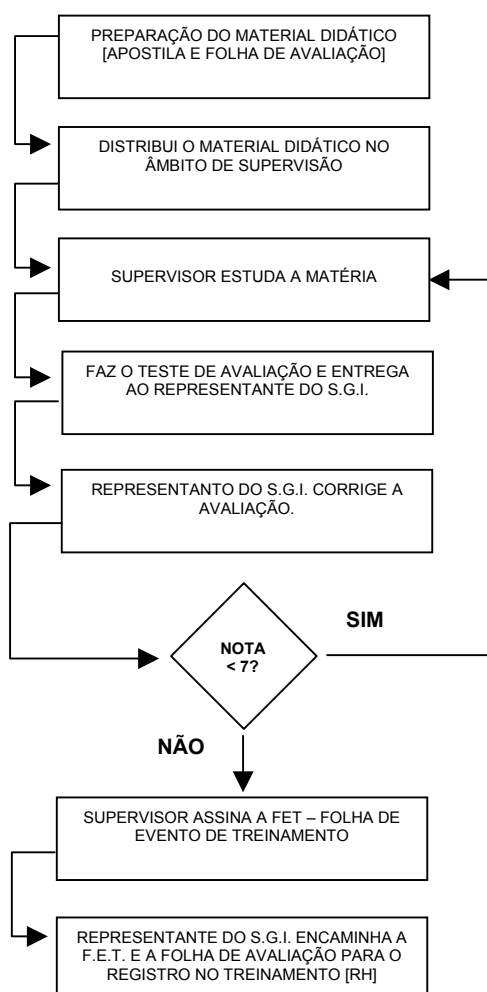 PREPARAÇÃO DO MATERIAL DIDÁTICO
[APOSTILA E FOLHA DE AVALIAÇÃO]
DISTRIBUI O MATERIAL DIDÁTICO NO
ÂMBITO DE SUPERVISÃO
SUPERVISOR ESTUDA A MATÉRIA
FAZ O TESTE DE AVALIAÇÃO E ENTREGA
AO REPRESENTANTE DO S.G.I.
REPRESENTANTO DO S.G.I. CORRIGE A
AVALIAÇÃO.
SIM
NOTA
< 7?
NÃO
SUPERVISOR ASSINA A FET – FOLHA DE
EVENTO DE TREINAMENTO
REPRESENTANTE DO S.G.I. ENCAMINHA A
F.E.T. E A FOLHA DE AVALIAÇÃO PARA O
REGISTRO NO TREINAMENTO [RH]